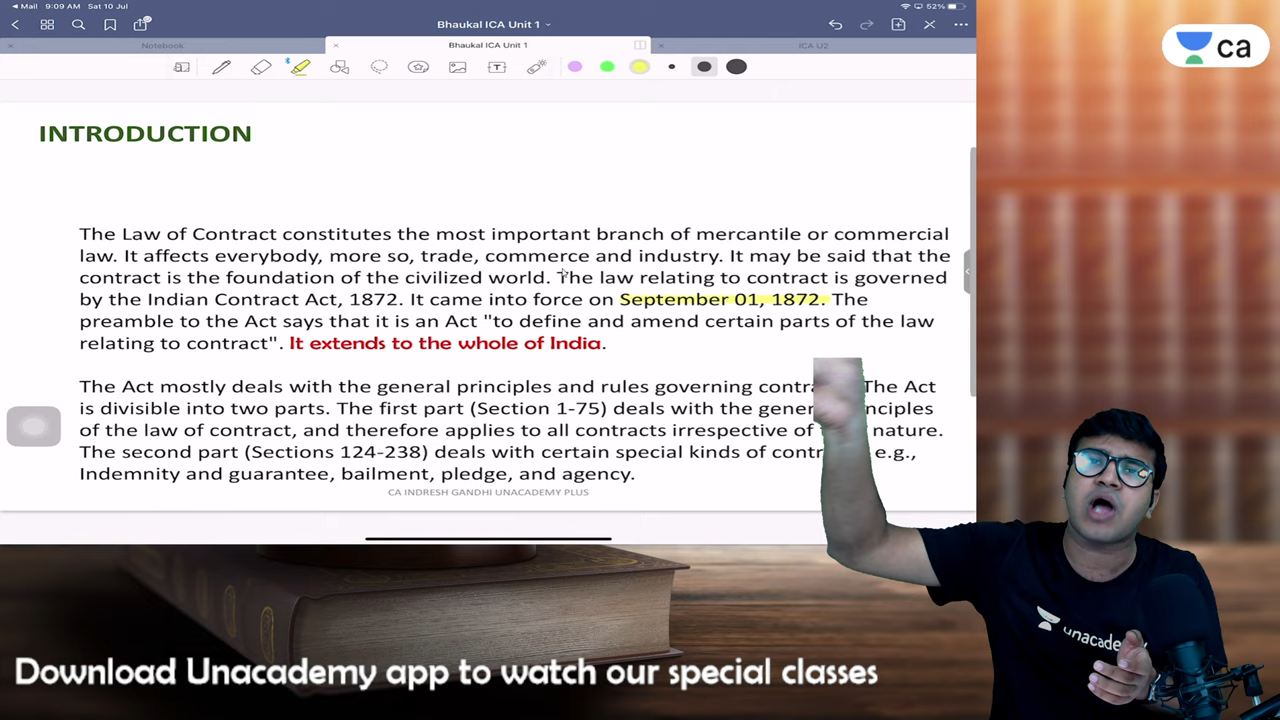 Mail 9:09 AM Sat 10 Jul 52%
Bhaukal ICA Unit 1
Notebook Bhaukal ICA Unit 1 ICA U2
ca
INTRODUCTION
The Law of Contract constitutes the most important branch of mercantile or commercial
law. It affects everybody, more so, trade, commerce and industry. It may be said that the
contract is the foundation of the civilized world. The law relating to contract is governed
by the Indian Contract Act, 1872. It came into force on September 01, 1872. The
preamble to the Act says that it is an Act "to define and amend certain parts of the law
relating to contract". It extends to the whole of India.
The Act mostly deals with the general principles and rules governing The Act
is divisible into two parts. The first part (Section 1-75) deals with the
of the law of contract, and therefore applies to all contracts irrespective of nature.
The second part (Sections 124-238) deals with certain special kinds of e.g.,
Indemnity and guarantee, bailment, pledge, and agency.
CA INDRESH GANDHI UNACADEMY PLUS
unacademy
Download Unacademy app to watch our special classes